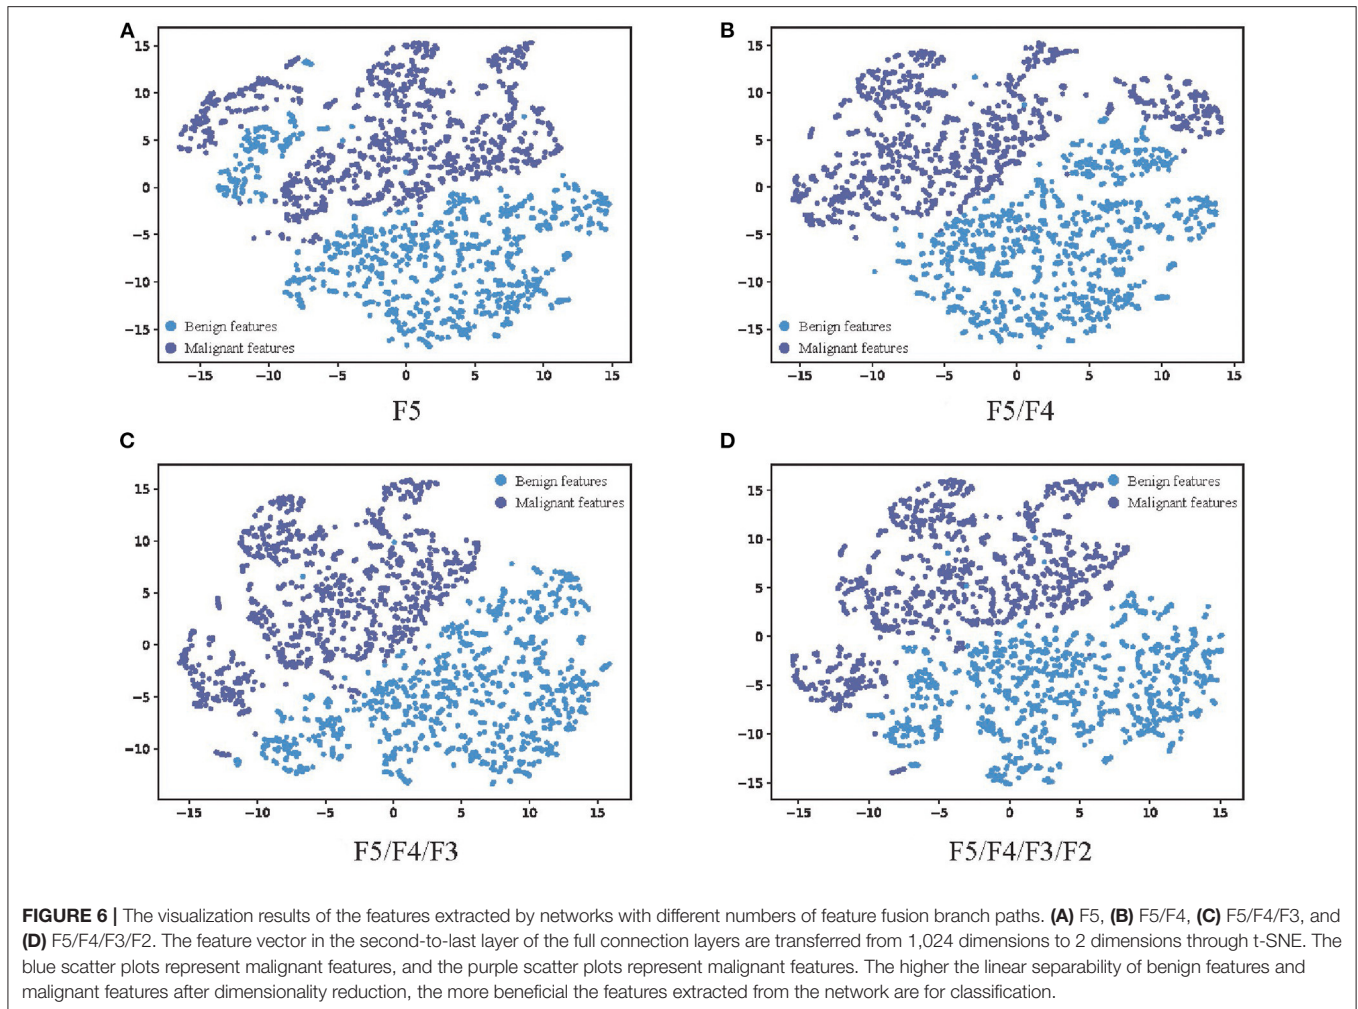 A
B
15
10
5
0
−5
−10
−15
Benign features
Malignant features
−15 −10 −5 0 5 10 15
F5
15
10
5
0
−5
−10
−15
Benign features
Malignant features
−15 −10 −5 0 5 10 15
F5/F4
C
D
15
10
5
0
−5
−10
Benign features
Malignant features
−15 −10 −5 0 5 10 15
F5/F4/F3
15
10
5
0
−5
−10
−15
Benign features
Malignant features
−15 −10 −5 0 5 10 15
F5/F4/F3/F2
FIGURE 6 | The visualization results of the features extracted by networks with different numbers of feature fusion branch paths. (A) F5, (B) F5/F4, (C) F5/F4/F3, and
(D) F5/F4/F3/F2. The feature vector in the second-to-last layer of the full connection layers are transferred from 1,024 dimensions to 2 dimensions through t-SNE. The
blue scatter plots represent malignant features, and the purple scatter plots represent malignant features. The higher the linear separability of benign features and
malignant features after dimensionality reduction, the more beneficial the features extracted from the network are for classification.